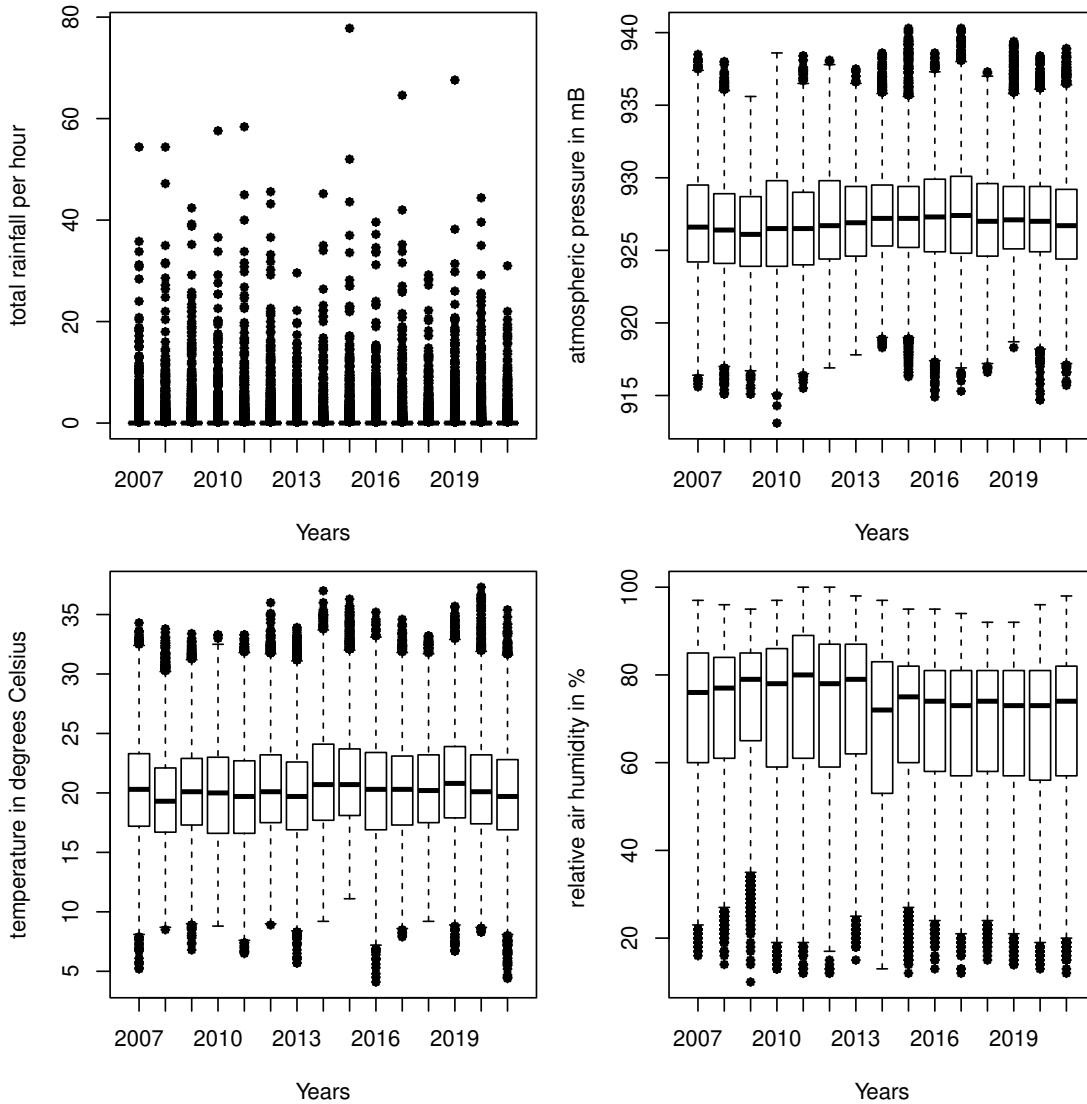 total rainfall per hour
80
60
40
20
0
2007 2010 2013 2016 2019
Years
atmospheric pressure in mB
940
935
930
925
920
915
2007 2010 2013 2016 2019
Years
temperature in degrees Celsius
35
30
25
20
15
10
5
2007 2010 2013 2016 2019
Years
relative air humidity in %
100
80
60
40
20
2007 2010 2013 2016 2019
Years